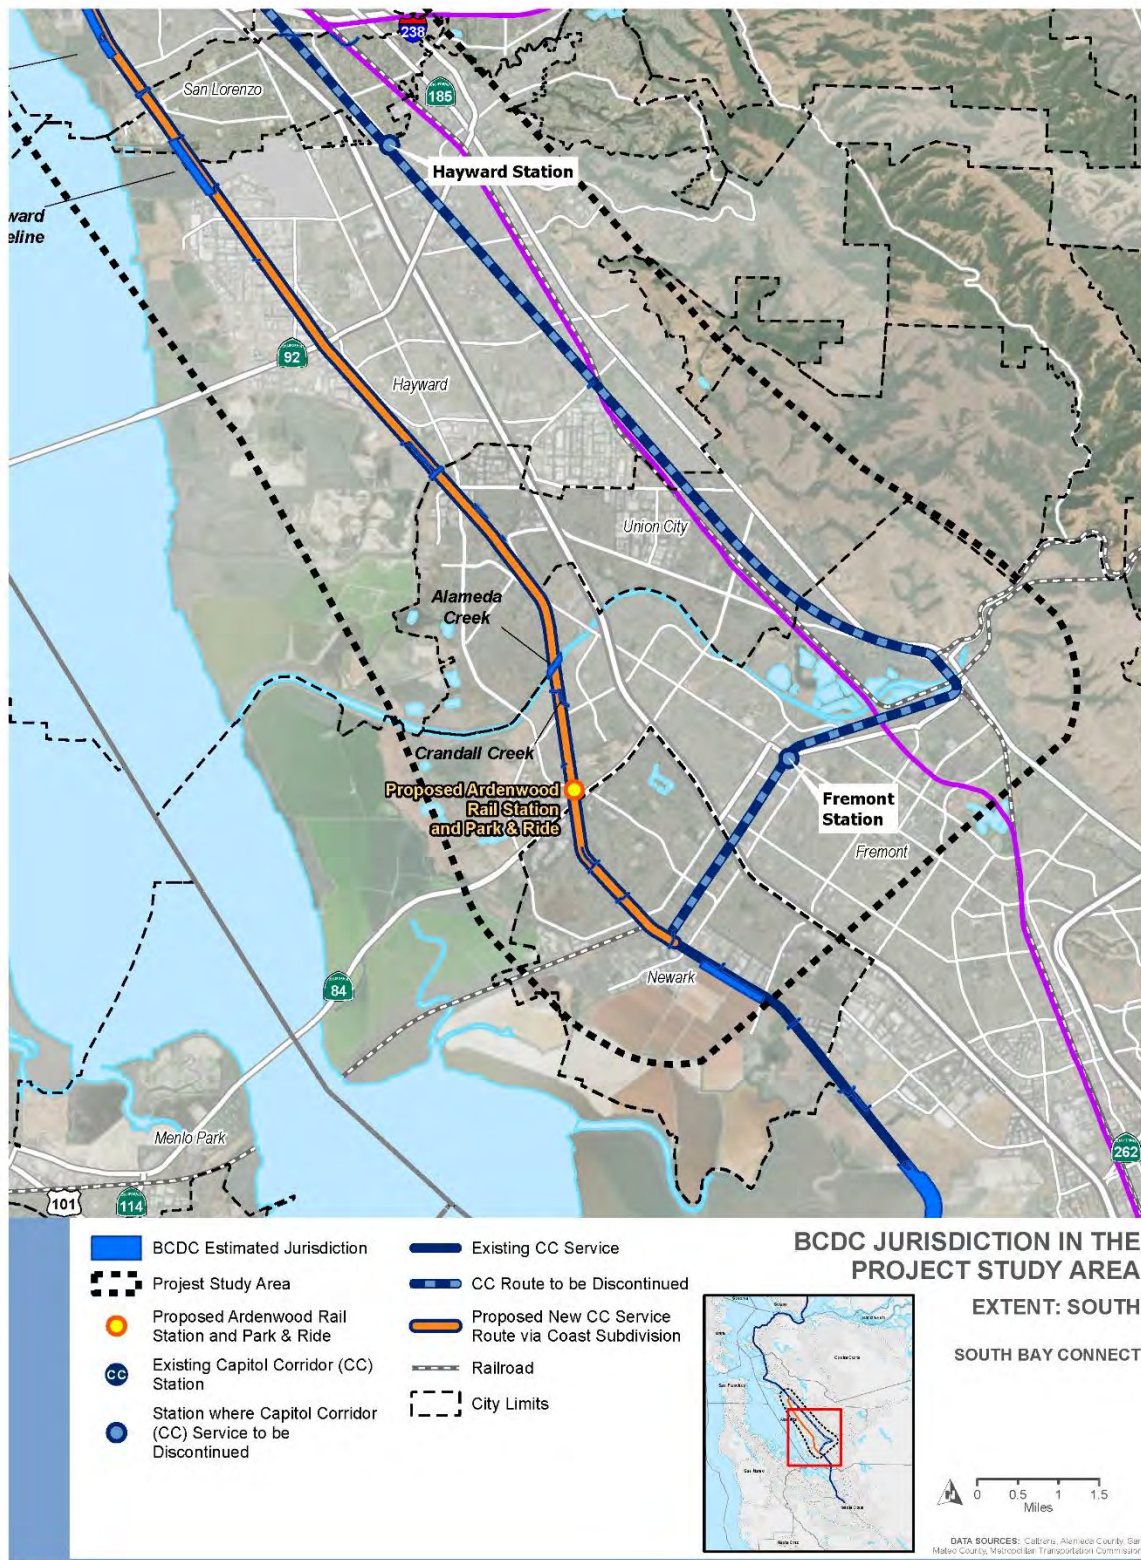 238
San Lorenzo
185
Hayward Station
ward
eline
92
Hayward
Union City
Alameda
Creek
Crandall Creek
Proposed Ardenwood
Rail Station
and Park & Ride
Fremont
Station
Fremont
Newark
84
Menlo Park
262
101
114
BCDC Estimated Jurisdiction
Projest Study Area
Proposed Ardenwood Rail
Station and Park & Ride
CC
Existing Capitol Corridor (CC)
Station
Station where Capitol Corridor
(CC) Service to be
Discontinued
Existing CC Service
CC Route to be Discontinued
Proposed New CC Service
Route via Coast Subdivision
Railroad
City Limits
BCDC JURISDICTION IN THE
PROJECT STUDY AREA
EXTENT: SOUTH
SOUTH BAY CONNECT
N
0 0.5 1 1.5
Miles
DATA SOURCES: Caltrans, Alameda County, San
Mateo County, Metropolitan Transportation Commission